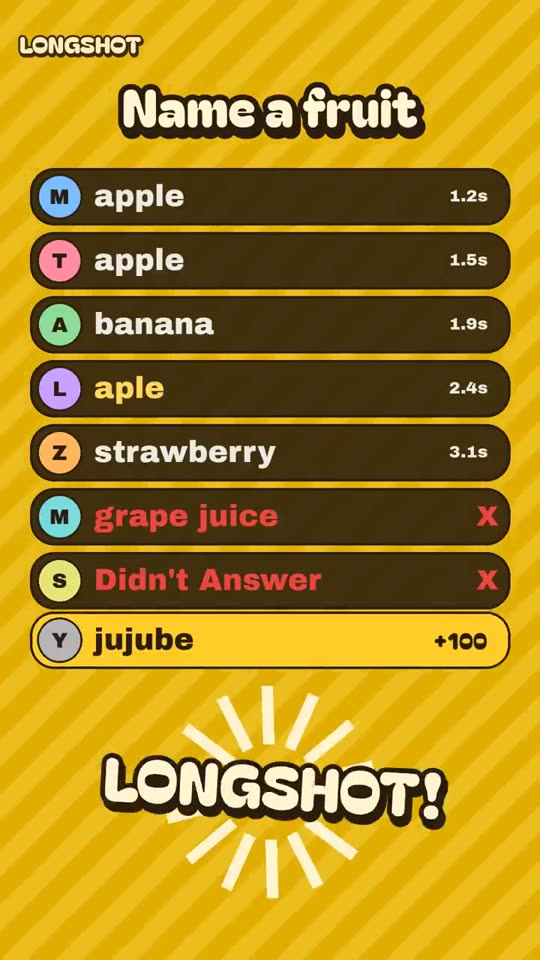 LONGSHOT
Name a fruit
M apple 1.2s
T apple 1.5s
A banana 1.9s
L aple 2.4s
Z strawberry 3.1s
M grape juice X
S Didn't Answer X
Y jujube +100
LONGSHOT!